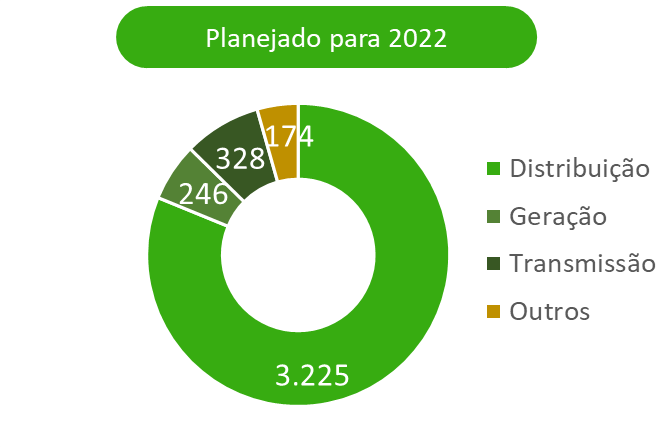 Planejado para 2022
174
328
246
3.225
Distribuição
Geração
Transmissão
Outros